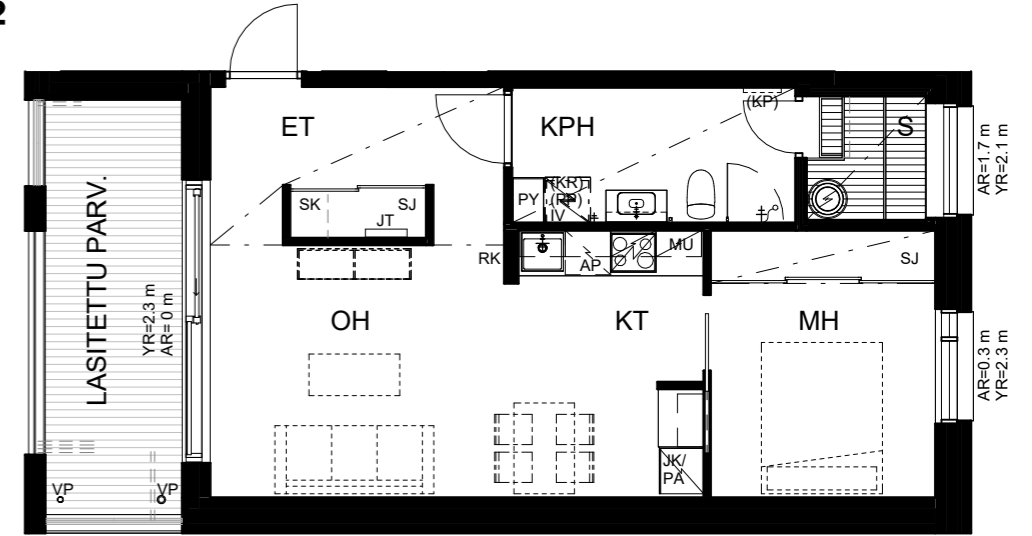 2
ET
KPH
(KP)
S
AR=1.7 m
YR=2.1 m
SK
SJ
JT
PY
(KR)
(RP)
IV
RK
AP
MU
SJ
LASITETTU PARV.
YR=2.3 m
AR= 0 m
OH
KT
MH
AR=0.3 m
YR=2.3 m
JK/
PA
VP
VP